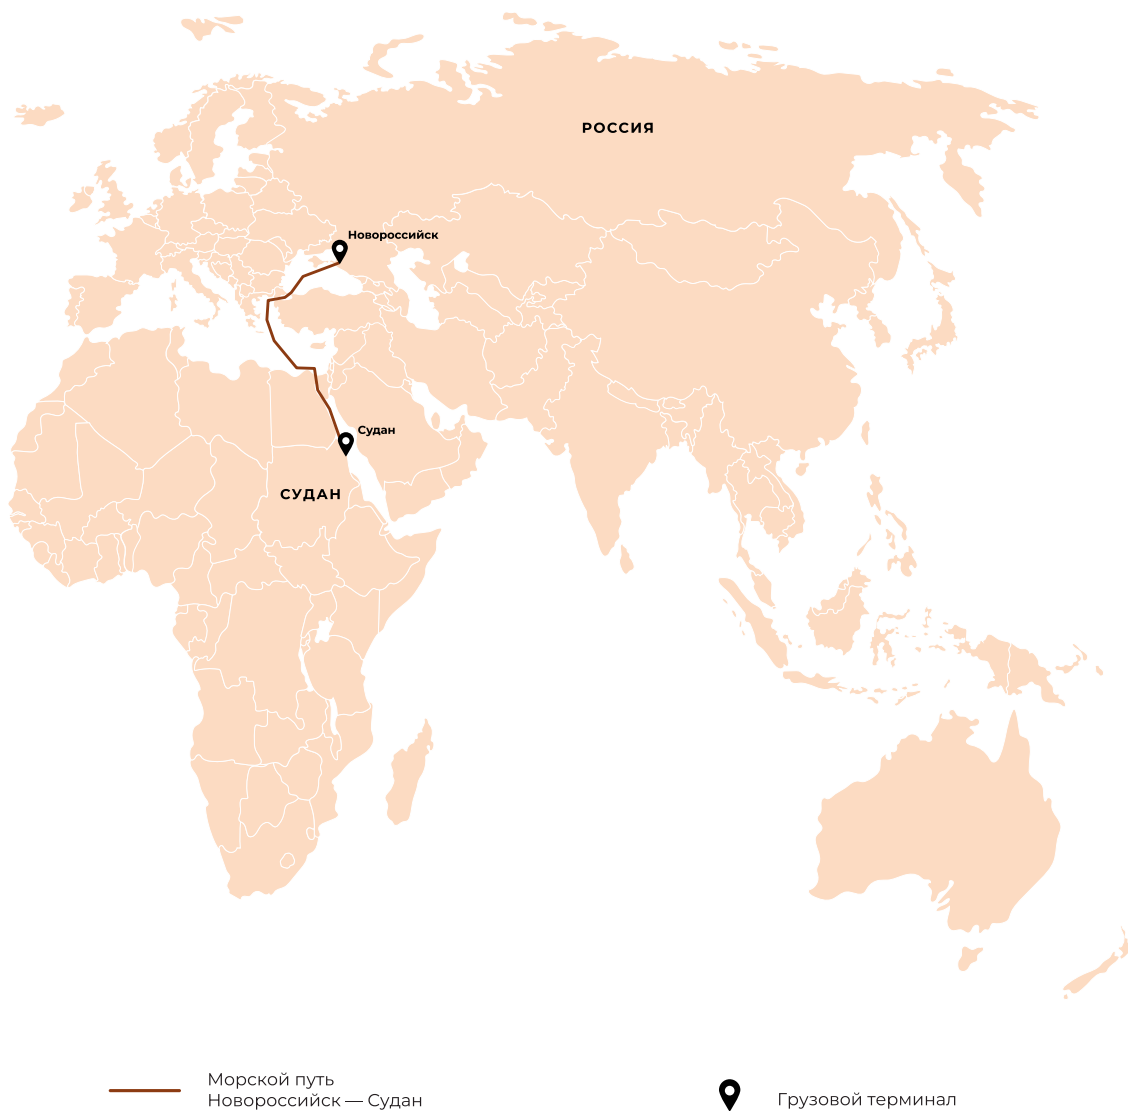 РОССИЯ
Новороссийск
Судан
СУДАН
Морской путь
Новороссийск — Судан
Грузовой терминал